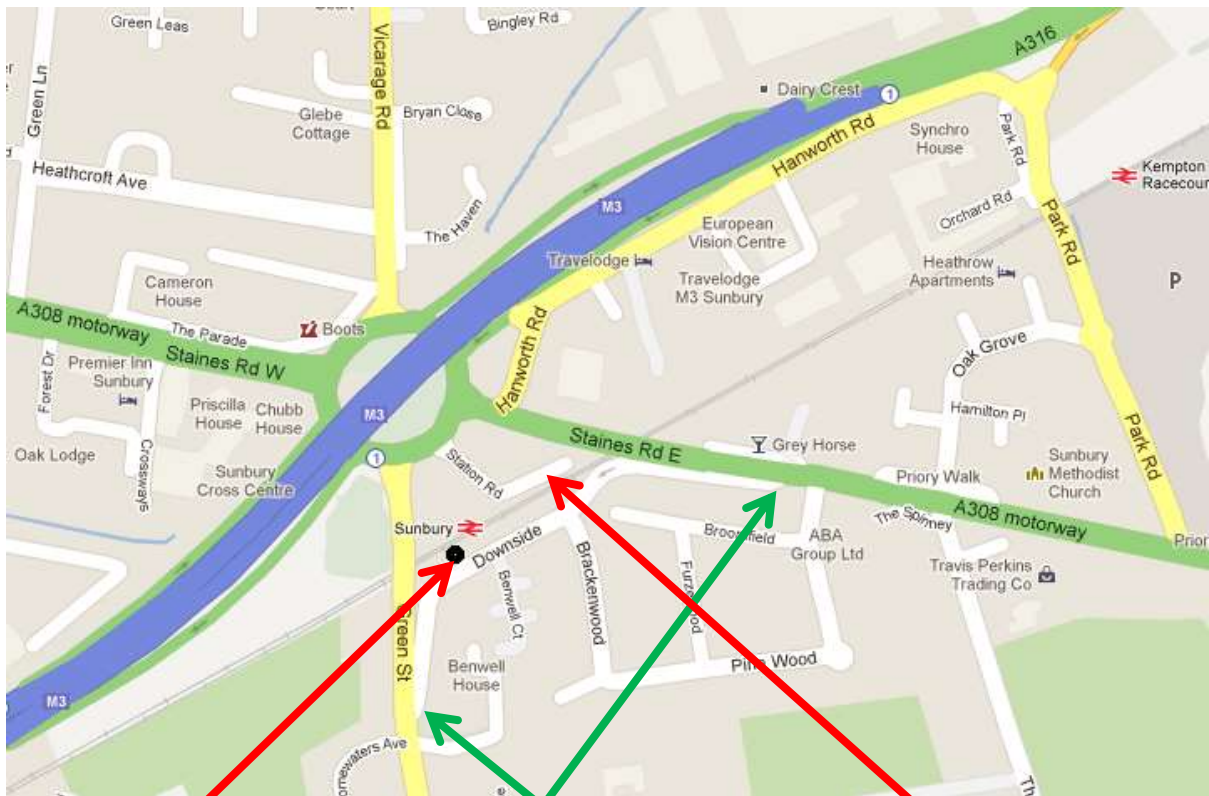 Green Leas
Court
Bingley Rd
Vicarage Rd
A316
Green Ln
Dairy Crest
1
Glebe
Cottage
Bryan Close
Hanworth Rd
Synchro
House
Park Rd
Kempton
Racecour
Heathcroft Ave
M3
Orchard Rd
The Haven
European
Vision Centre
Park Rd
Travelodge
Travelodge
M3 Sunbury
Heathrow
Apartments
P
Cameron
House
A308 motorway
The Parade
Boots
Staines Rd W
Hanworth Rd
Oak Grove
Forest Dr
Premier Inn
Sunbury
Priscilla
House
Chubb
House
M3
Hamilton Pl
Park Rd
Staines Rd E
Grey Horse
Oak Lodge
Crossways
Sunbury
Cross Centre
1
Station Rd
Priory Walk
Sunbury
Methodist
Church
The Spinney
A308 motorway
Sunbury
Downside
Broomfield
ABA
Group Ltd
Prior
Brackenwood
Furzewood
Benwell Ct
Travis Perkins
Trading Co
Green St
Pine Wood
Benwell
House
M3
omewaters Ave
Th